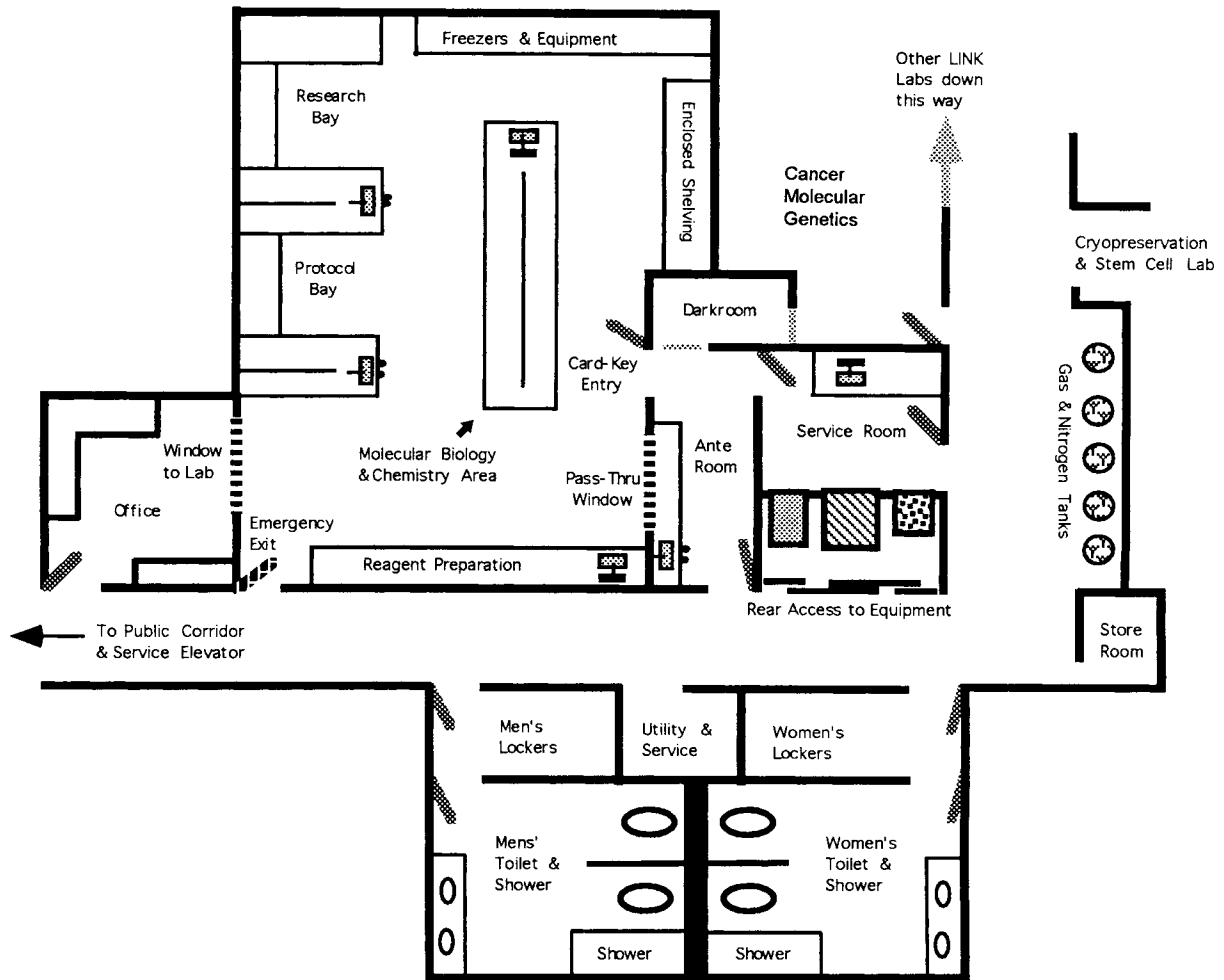 Freezers & Equipment
Other LINK
Labs down
this way
Research
Bay
Enclosed Shelving
Cancer
Molecular
Genetics
Cryopreservation
& Stem Cell Lab
Protocol
Bay
Darkroom
Card-Key
Entry
Gas & Nitrogen Tanks
Service Room
Window
to Lab
Molecular Biology
& Chemistry Area
Ante
Room
Pass-Thru
Window
Office
Emergency
Exit
Reagent Preparation
Rear Access to Equipment
To Public Corridor
& Service Elevator
Store
Room
Men's
Lockers
Utility &
Service
Women's
Lockers
Mens'
Toilet &
Shower
Women's
Toilet &
Shower
Shower
Shower